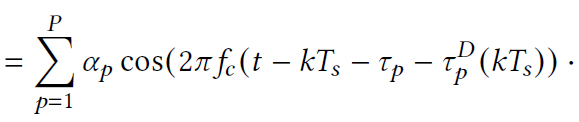 = \sum_{p=1}^{P} \alpha_p \cos(2\pi f_c(t - kT_s - \tau_p - \tau_p^D(kT_s)) \cdot